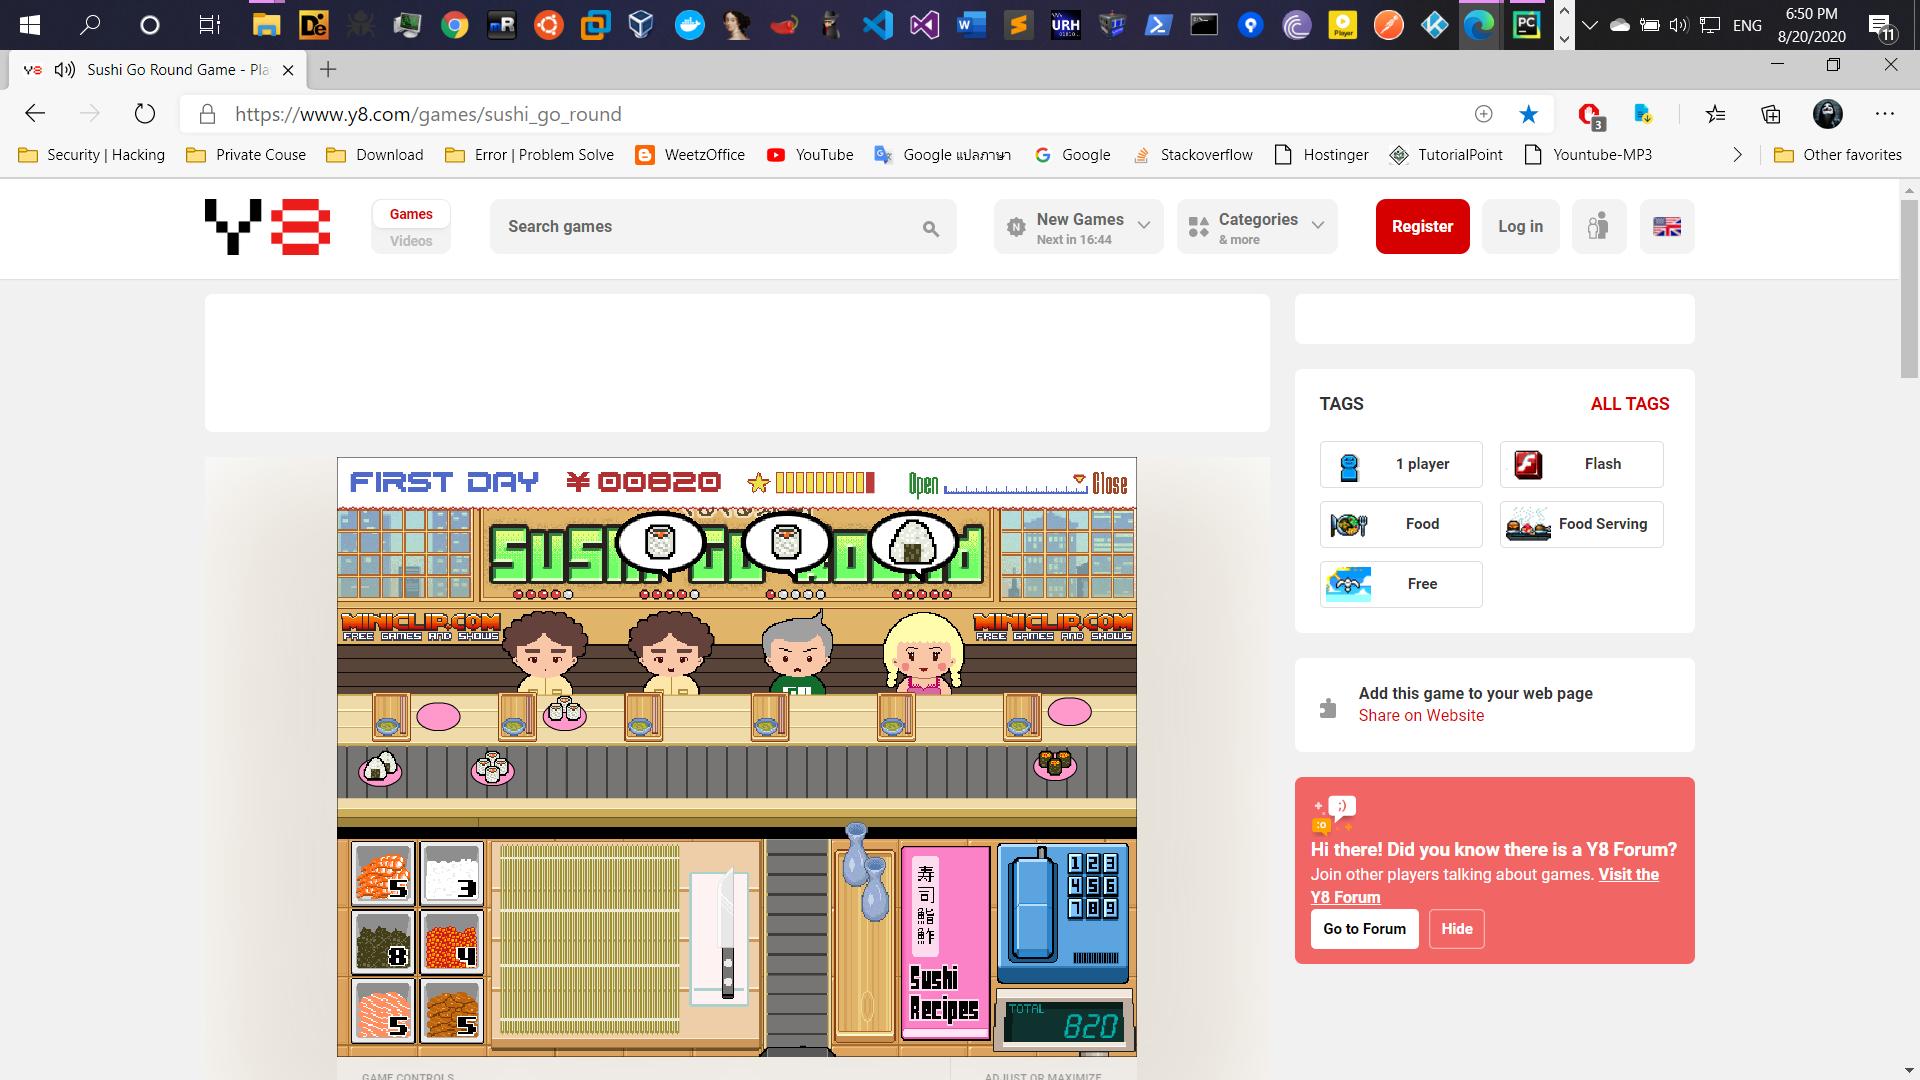 6:50 PM
ENG
8/20/2020
11
Sushi Go Round Game - Pla
https://www.y8.com/games/sushi_go_round
3
Security | Hacking
Private Couse
Download
Error | Problem Solve
WeetzOffice
YouTube
Google แปลภาษา
Google
Stackoverflow
Hostinger
TutorialPoint
Yountube-MP3
Other favorites
Y8
Games
Videos
Search games
New Games
Next in 16:44
Categories
& more
Register
Log in
TAGS
ALL TAGS
1 player
Flash
Food
Food Serving
Free
FIRST DAY ¥ 00820
Open
Close
MINICLIP.COM
FREE GAMES AND SHOWS
MINICLIP.COM
FREE GAMES AND SHOWS
Add this game to your web page
Share on Website
Hi there! Did you know there is a Y8 Forum?
Join other players talking about games. Visit the
Y8 Forum
Go to Forum
Hide
5
3
8
4
5
5
寿
司
Sushi
Recipes
1 2 3
4 5 6
7 8 9
TOTAL
820
GAME CONTROLS
ADJUST OR MAXIMIZE